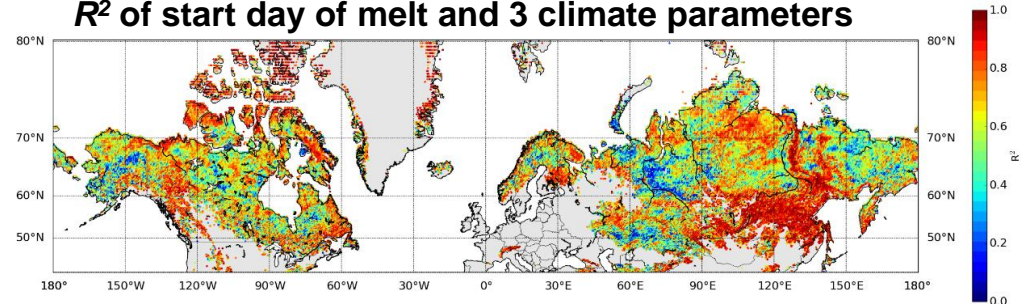 R² of start day of melt and 3 climate parameters
80°N 80°N 1.0
0.8
70°N 70°N
0.6
R²
60°N 60°N
0.4
50°N 50°N
0.2
180° 150°W 120°W 90°W 60°W 30°W 0° 30°E 60°E 90°E 120°E 150°E 180°
0.0